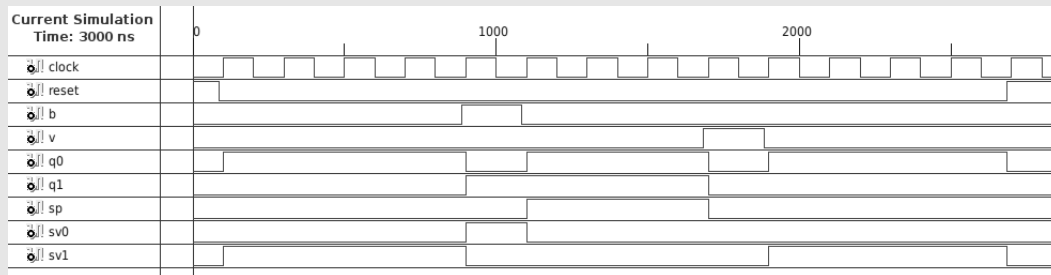 Current Simulation
Time: 3000 ns
0
1000
2000
clock
reset
b
v
q0
q1
sp
sv0
sv1